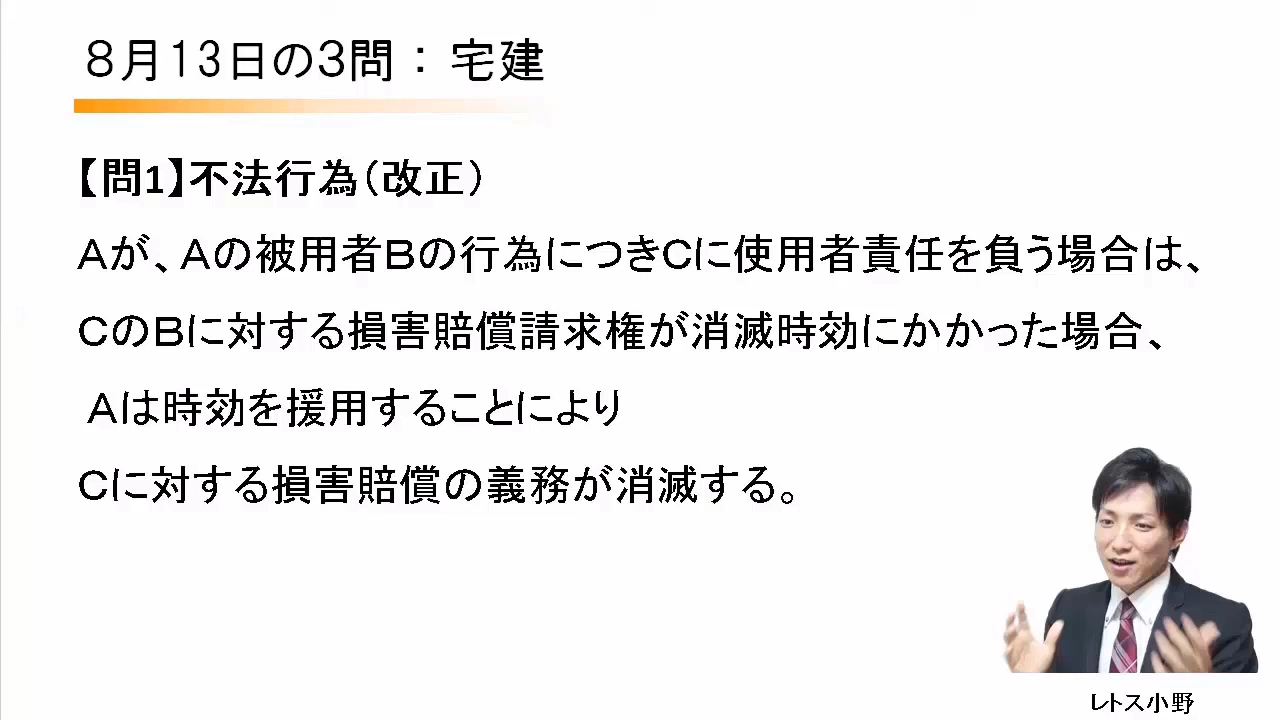 ８月13日の３問：宅建
【問1】不法行為（改正）
Ａが、Ａの被用者Ｂの行為につきＣに使用者責任を負う場合は、
ＣのＢに対する損害賠償請求権が消滅時効にかかった場合、
Ａは時効を援用することにより
Ｃに対する損害賠償の義務が消滅する。
レトス小野